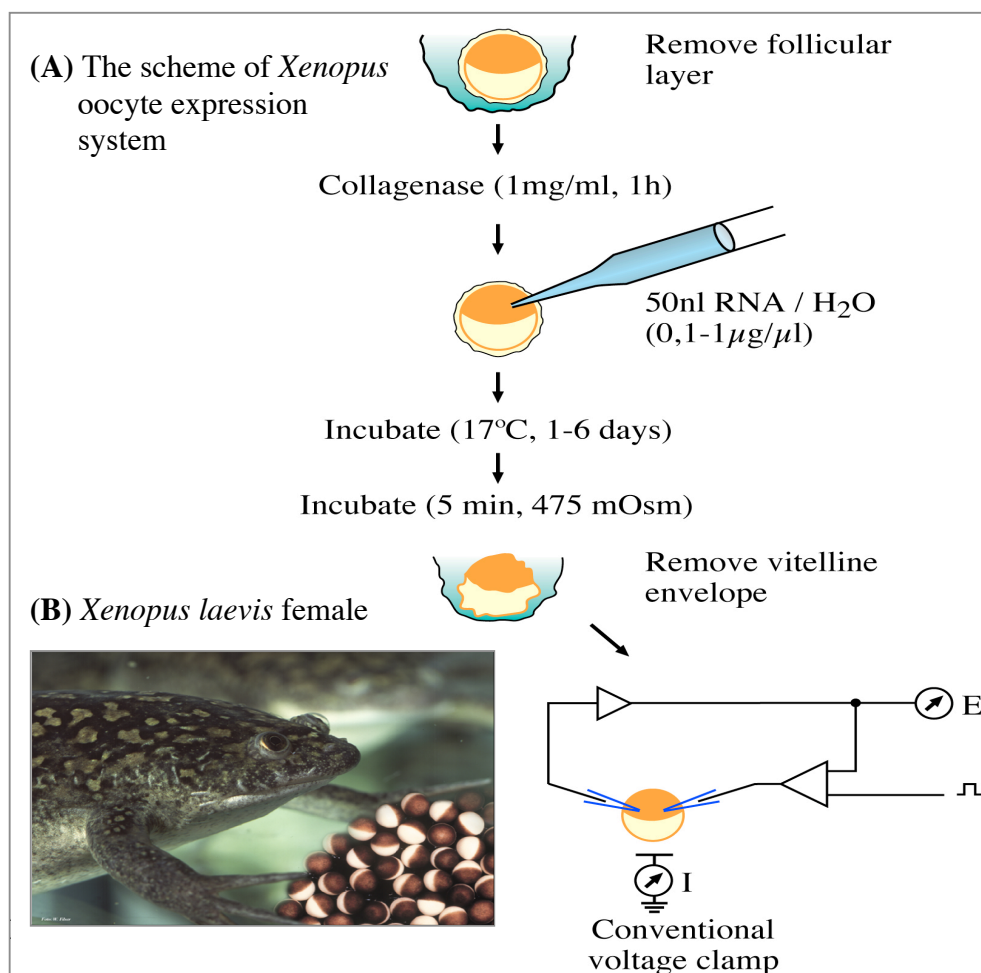 (A) The scheme of Xenopus
oocyte expression
system
Remove follicular
layer
Collagenase (1mg/ml, 1h)
50nl RNA / H₂O
(0,1-1µg/µl)
Incubate (17°C, 1-6 days)
Incubate (5 min, 475 mOsm)
Remove vitelline
envelope
(B) Xenopus laevis female
E
I
Conventional
voltage clamp